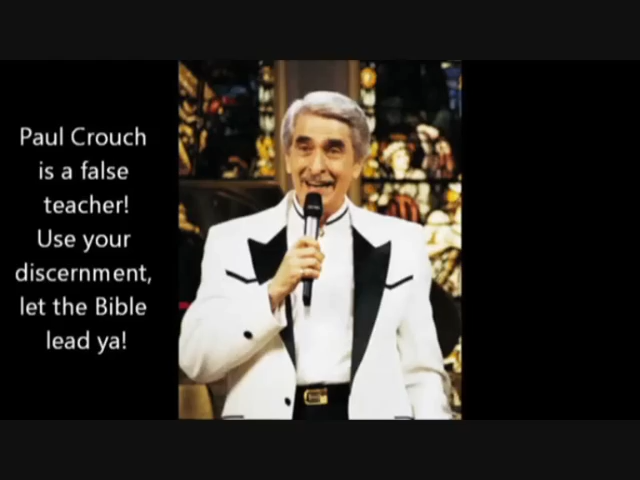 Paul Crouch
is a false
teacher!
Use your
discernment,
let the Bible
lead ya!